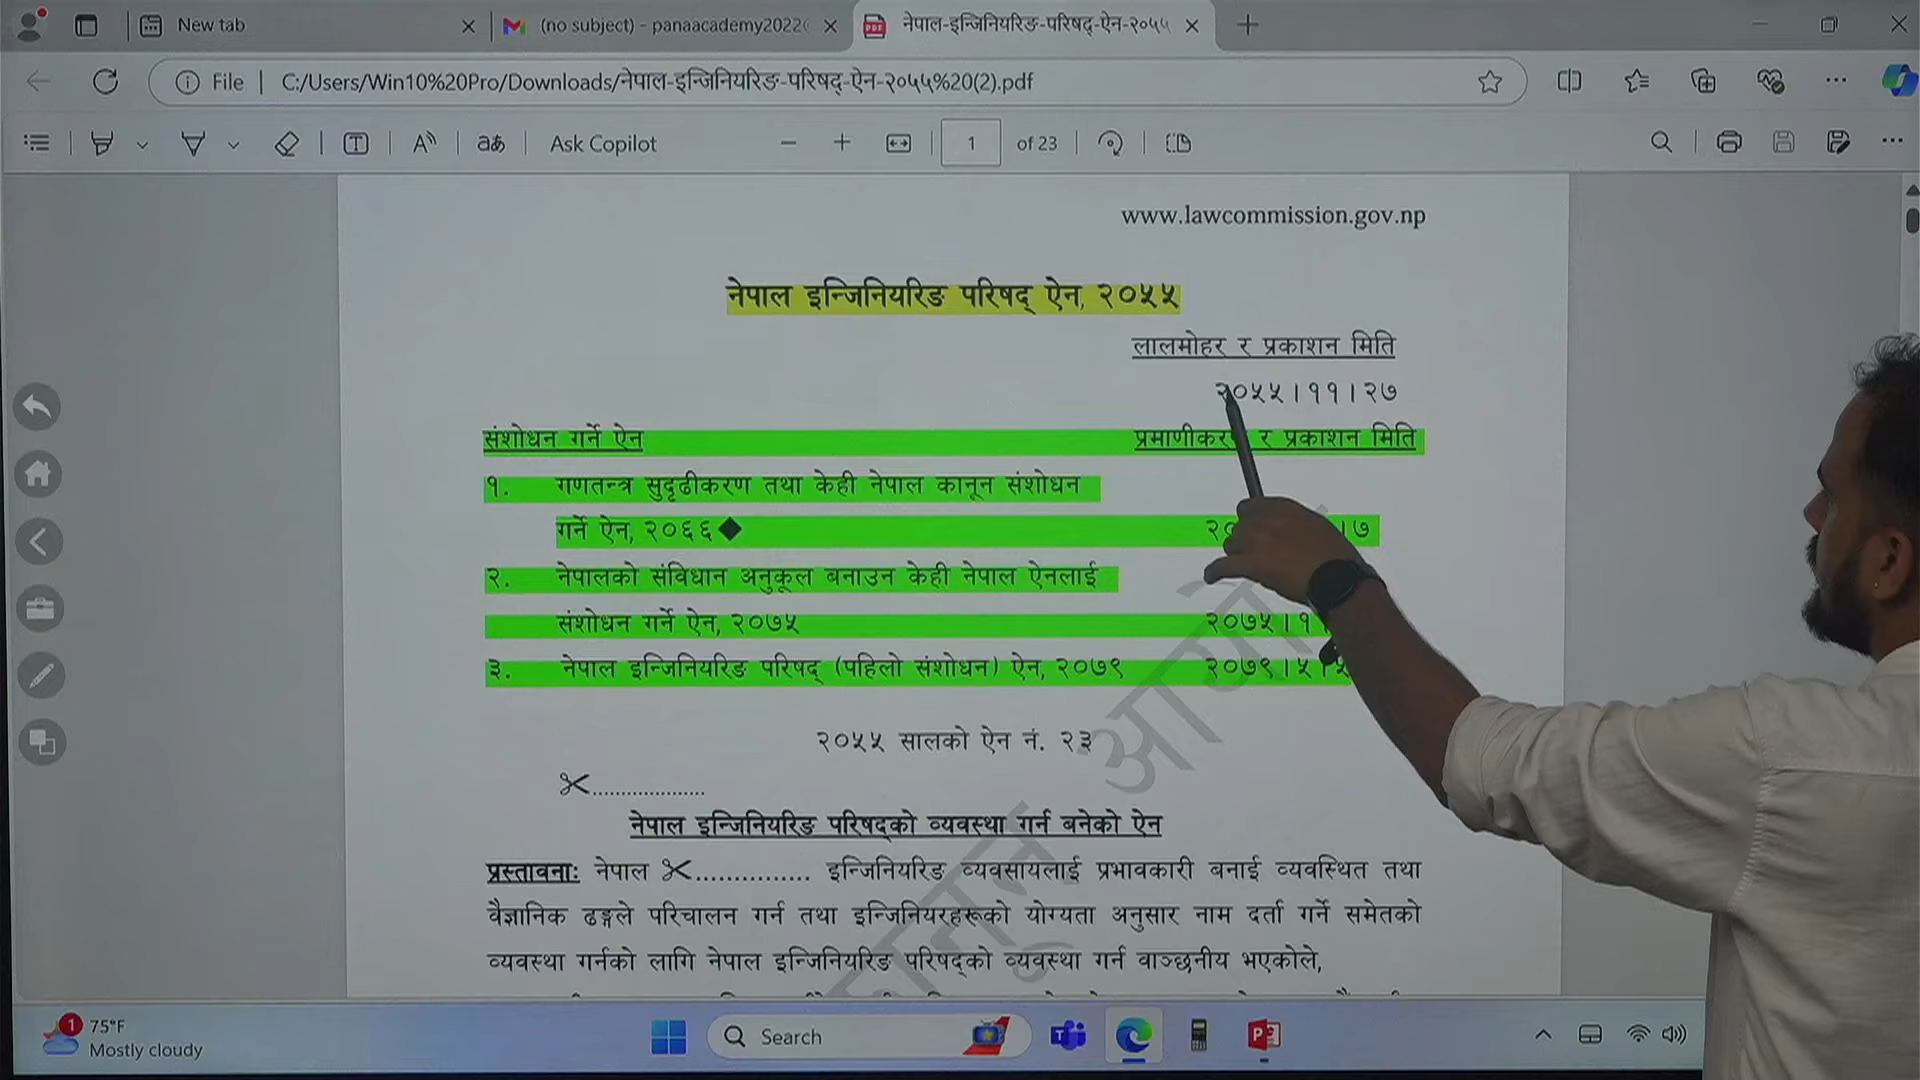 New tab
(no subject) - panaacademy2022
नेपाल-इन्जिनियरिङ-परिषद्-ऐन-२०५५
File
C:/Users/Win10%20Pro/Downloads/नेपाल-इन्जिनियरिङ-परिषद्-ऐन-२०५५%20(2).pdf
Ask Copilot
1 of 23
www.lawcommission.gov.np
नेपाल इन्जिनियरिङ परिषद् ऐन, २०५५
लालमोहर र प्रकाशन मिति
२०५५।११।२७
संशोधन गर्ने ऐन प्रमाणीकरण र प्रकाशन मिति
१. गणतन्त्र सुदृढीकरण तथा केही नेपाल कानून संशोधन
गर्ने ऐन, २०६६◆
२. नेपालको संविधान अनुकूल बनाउन केही नेपाल ऐनलाई
संशोधन गर्ने ऐन, २०७५
३. नेपाल इन्जिनियरिङ परिषद् (पहिलो संशोधन) ऐन, २०७९
२०५५ सालको ऐन नं. २३
✂....................
नेपाल इन्जिनियरिङ परिषद्को व्यवस्था गर्न बनेको ऐन
प्रस्तावना: नेपाल ✂................ इन्जिनियरिङ व्यवसायलाई प्रभावकारी बनाई व्यवस्थित तथा
वैज्ञानिक ढङ्गले परिचालन गर्न तथा इन्जिनियरहरूको योग्यता अनुसार नाम दर्ता गर्ने समेतको
व्यवस्था गर्नको लागि नेपाल इन्जिनियरिङ परिषद्को व्यवस्था गर्न वाञ्छनीय भएकोले,
75°F
Mostly cloudy
Search